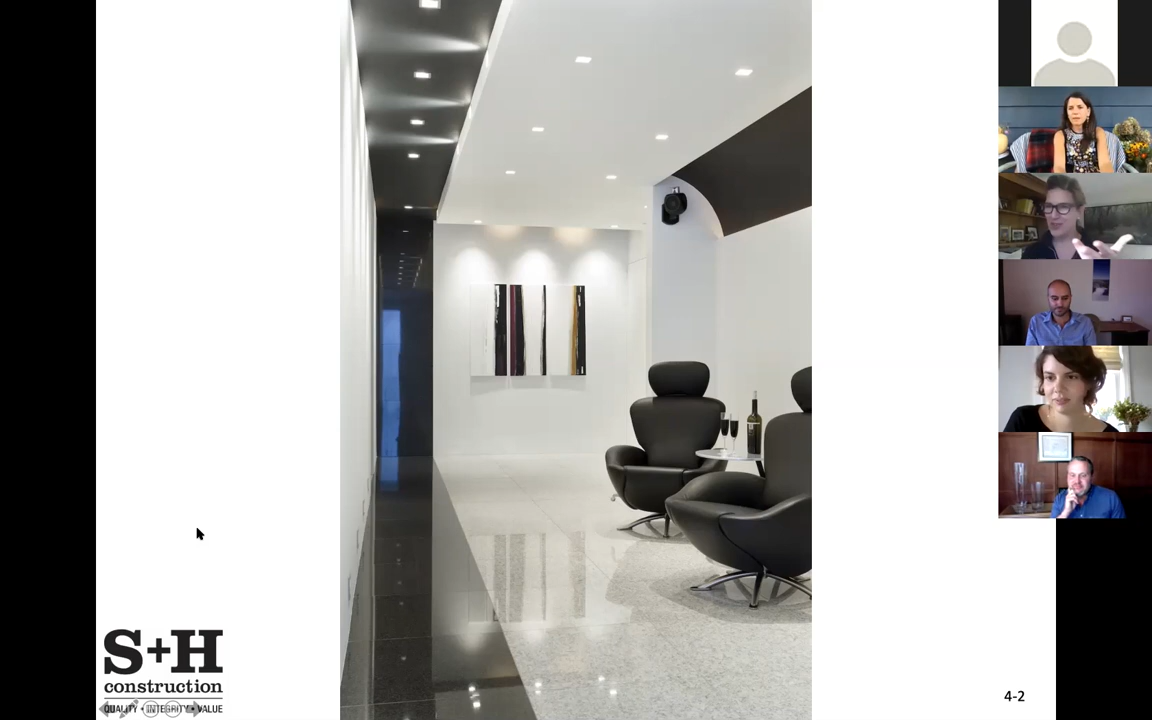 S+H
construction
QUALITY • INTEGRITY • VALUE
4-2